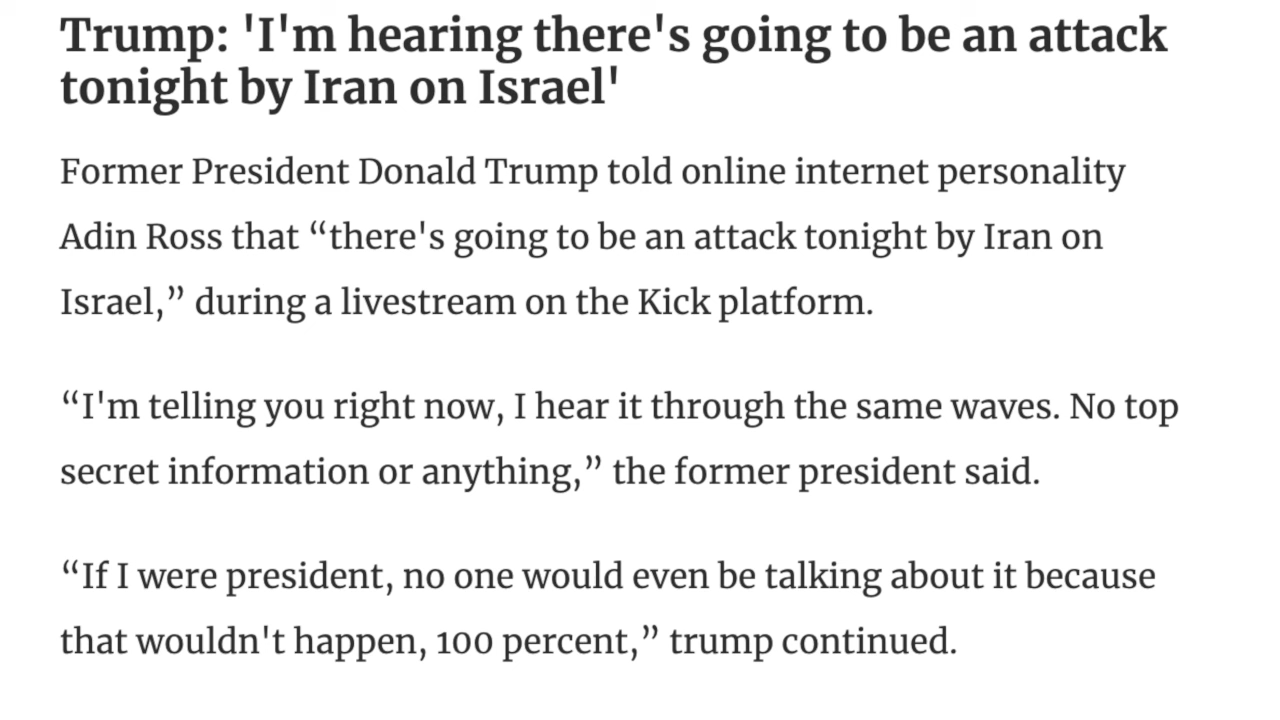 Trump: 'I'm hearing there's going to be an attack
tonight by Iran on Israel'
Former President Donald Trump told online internet personality
Adin Ross that “there's going to be an attack tonight by Iran on
Israel,” during a livestream on the Kick platform.
“I'm telling you right now, I hear it through the same waves. No top
secret information or anything,” the former president said.
“If I were president, no one would even be talking about it because
that wouldn't happen, 100 percent,” trump continued.